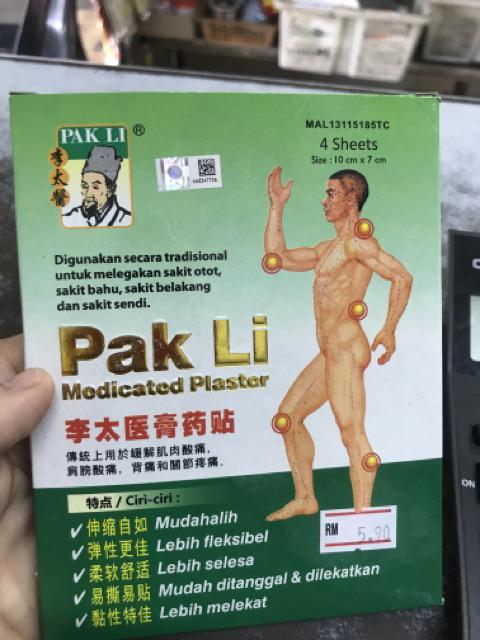 PAK LI ®
李太醫
MAL13115185TC
4 Sheets
Size : 10 cm x 7 cm
Digunakan secara tradisional
untuk melegakan sakit otot,
sakit bahu, sakit belakang
dan sakit sendi.
Pak Li
Medicated Plaster
李太医膏药贴
傳統上用於緩解肌肉酸痛,
肩膀酸痛, 背痛和關節疼痛.
特点 / Ciri-ciri :
伸缩自如 Mudahalih
弹性更佳 Lebih fleksibel
柔软舒适 Lebih selesa
易撕易贴 Mudah ditanggal & dilekatkan
黏性特佳 Lebih melekat
RM 5.90
ON